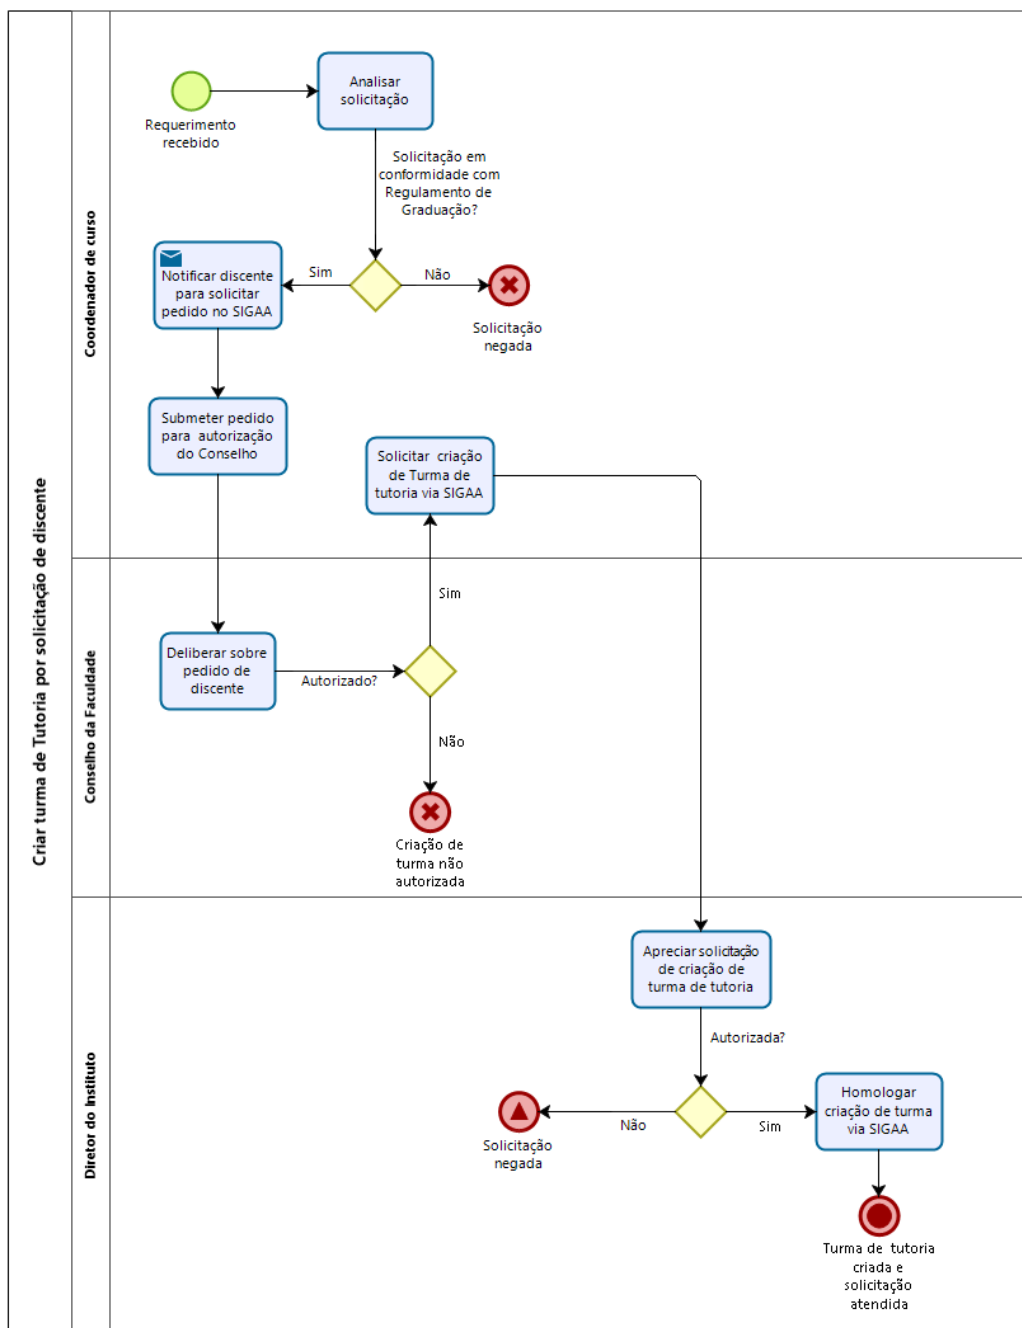 Criar turma de Tutoria por solicitação de discente
Coordenador de curso
Requerimento
recebido
Analisar
solicitação
Solicitação em
conformidade com
Regulamento de
Graduação?
Sim
Não
Notificar discente
para solicitar
pedido no SIGAA
Solicitação
negada
Submeter pedido
para autorização
do Conselho
Solicitar criação
de Turma de
tutoria via SIGAA
Conselho da Faculdade
Sim
Deliberar sobre
pedido de
discente
Autorizado?
Não
Criação de
turma não
autorizada
Diretor do Instituto
Apreciar solicitação
de criação de
turma de tutoria
Autorizada?
Não
Sim
Solicitação
negada
Homologar
criação de turma
via SIGAA
Turma de tutoria
criada e
solicitação
atendida